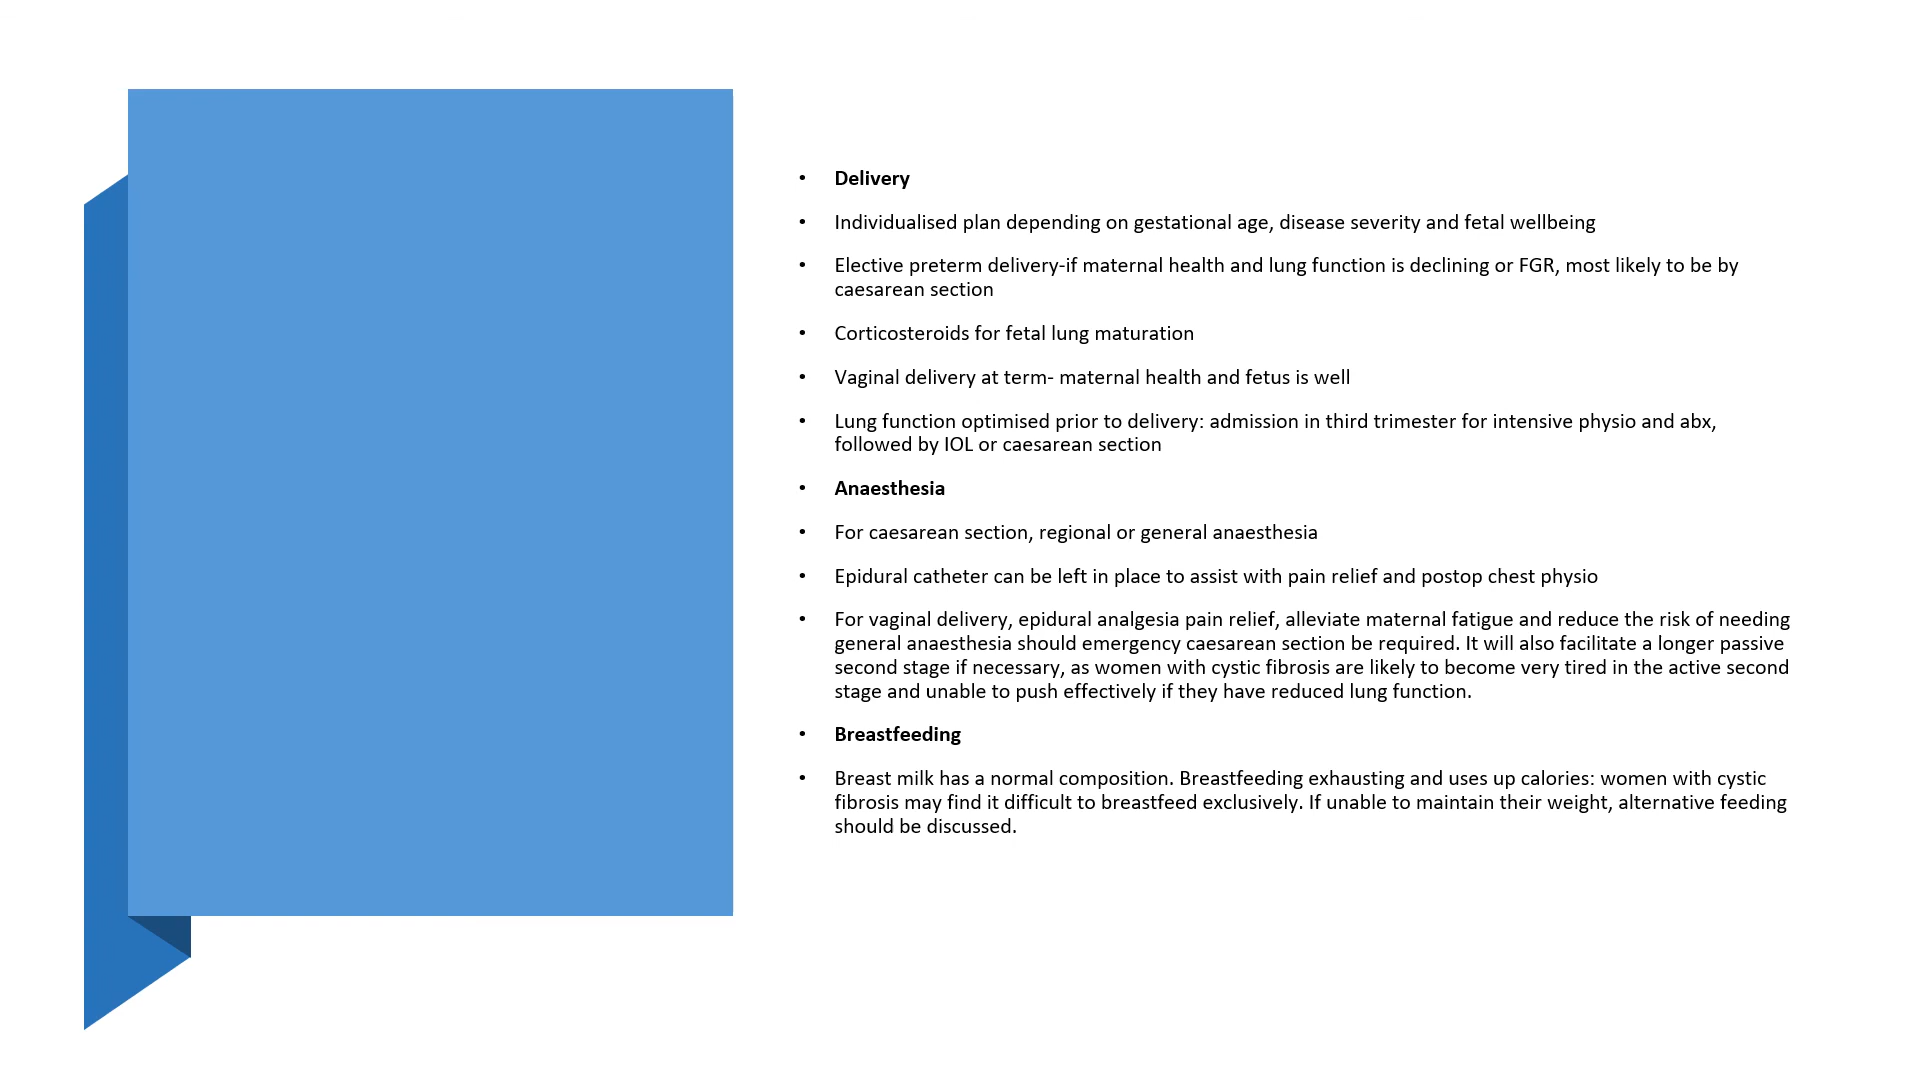 • Delivery
• Individualised plan depending on gestational age, disease severity and fetal wellbeing
• Elective preterm delivery-if maternal health and lung function is declining or FGR, most likely to be by
caesarean section
• Corticosteroids for fetal lung maturation
• Vaginal delivery at term- maternal health and fetus is well
• Lung function optimised prior to delivery: admission in third trimester for intensive physio and abx,
followed by IOL or caesarean section
• Anaesthesia
• For caesarean section, regional or general anaesthesia
• Epidural catheter can be left in place to assist with pain relief and postop chest physio
• For vaginal delivery, epidural analgesia pain relief, alleviate maternal fatigue and reduce the risk of needing
general anaesthesia should emergency caesarean section be required. It will also facilitate a longer passive
second stage if necessary, as women with cystic fibrosis are likely to become very tired in the active second
stage and unable to push effectively if they have reduced lung function.
• Breastfeeding
• Breast milk has a normal composition. Breastfeeding exhausting and uses up calories: women with cystic
fibrosis may find it difficult to breastfeed exclusively. If unable to maintain their weight, alternative feeding
should be discussed.